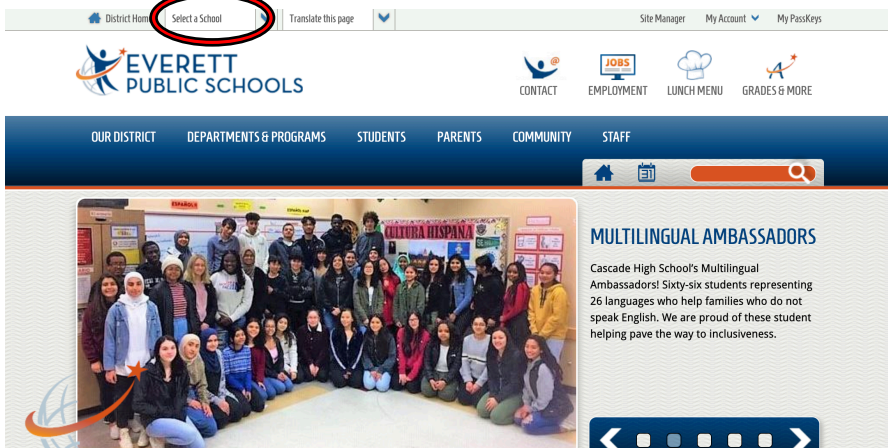 District Hom
Select a School
Translate this page
Site Manager
My Account
My PassKeys
EVERETT
PUBLIC SCHOOLS
@
CONTACT
JOBS
EMPLOYMENT
LUNCH MENU
A
GRADES & MORE
OUR DISTRICT
DEPARTMENTS & PROGRAMS
STUDENTS
PARENTS
COMMUNITY
STAFF
31
ESPAÑOL
CULTURA HISPANA
MULTILINGUAL AMBASSADORS
Cascade High School's Multilingual
Ambassadors! Sixty-six students representing
26 languages who help families who do not
speak English. We are proud of these student
helping pave the way to inclusiveness.